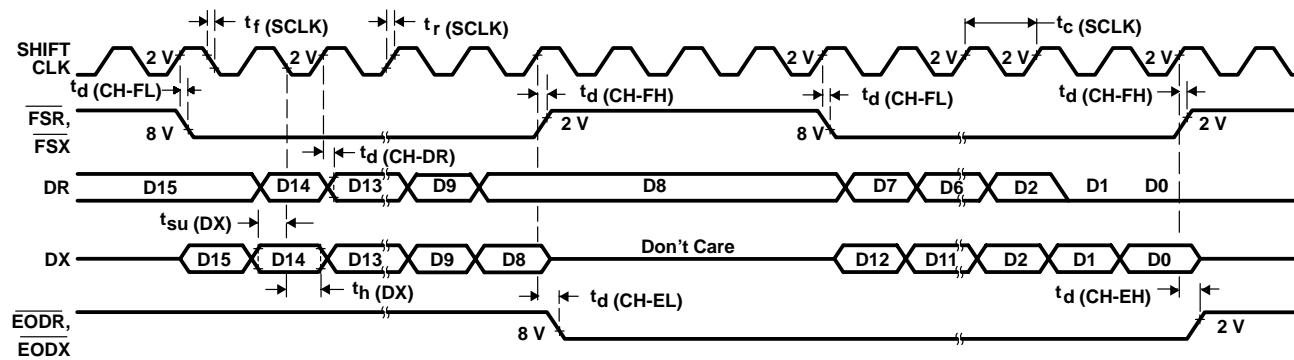 t f (SCLK)
t r (SCLK)
t c (SCLK)
SHIFT
CLK
2 V 2 V 2 V 2 V 2 V 2 V 2 V 2 V
t d (CH-FL)
t d (CH-FH)
t d (CH-FL)
t d (CH-FH)
FSR,
FSX
8 V
2 V
8 V
2 V
t d (CH-DR)
DR
D15 D14 D13 D9 D8 D7 D6 D2 D1 D0
t su (DX)
DX
D15 D14 D13 D9 D8 Don't Care D12 D11 D2 D1 D0
t h (DX)
t d (CH-EL)
t d (CH-EH)
EODR,
EODX
8 V
2 V